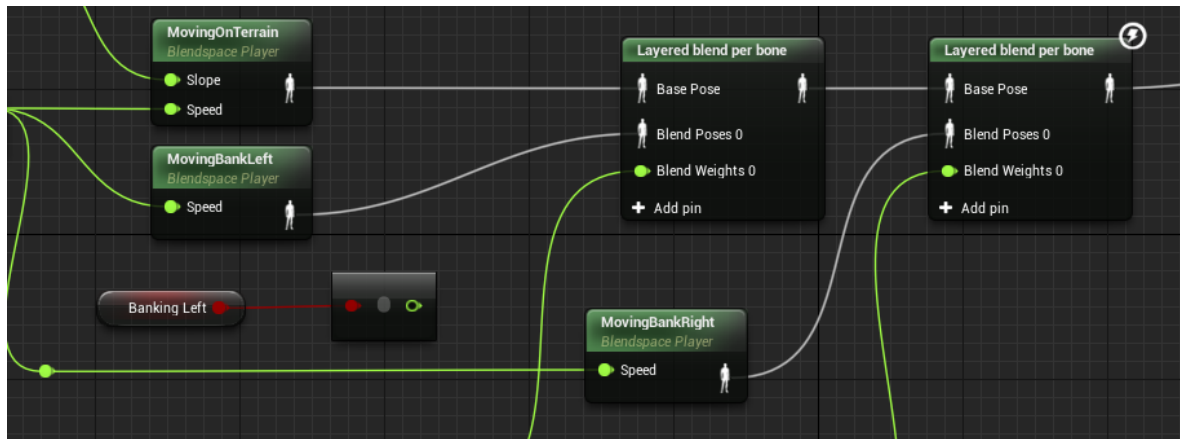 MovingOnTerrain
Blendspace Player
Slope
Speed
MovingBankLeft
Blendspace Player
Speed
Banking Left
Layered blend per bone
Base Pose
Blend Poses 0
Blend Weights 0
Add pin
MovingBankRight
Blendspace Player
Speed
Layered blend per bone
Base Pose
Blend Poses 0
Blend Weights 0
Add pin